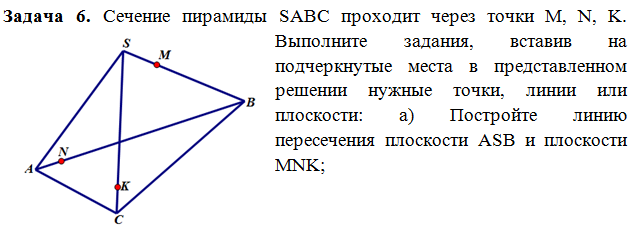 Задача 6. Сечение пирамиды SABC проходит через точки M, N, K.
Выполните задания, вставив на
подчеркнутые места в представленном
решении нужные точки, линии или
плоскости: а) Постройте линию
пересечения плоскости ASB и плоскости
MNK;
S
M
B
N
A
K
C